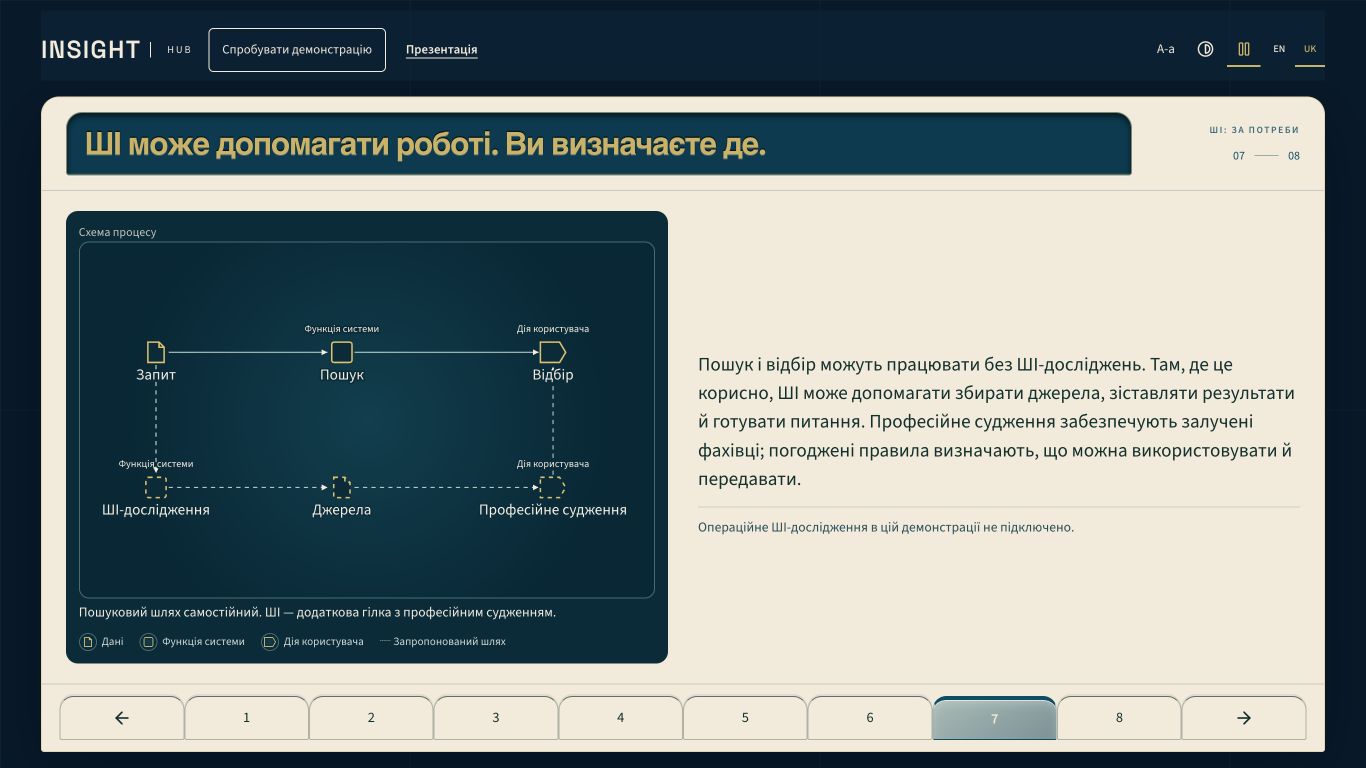 INSIGHT | HUB
Спробувати демонстрацію
Презентація
A-a
EN
UK
ШІ може допомагати роботі. Ви визначаєте де.
ШІ: ЗА ПОТРЕБИ
07 — 08
Схема процесу
Функція системи
Дія користувача
Запит
Пошук
Відбір
Функція системи
Дія користувача
ШІ-дослідження
Джерела
Професійне судження
Пошуковий шлях самостійний. ШІ — додаткова гілка з професійним судженням.
Дані
Функція системи
Дія користувача
Запропонований шлях
Пошук і відбір можуть працювати без ШІ-досліджень. Там, де це
корисно, ШІ може допомагати збирати джерела, зіставляти результати
й готувати питання. Професійне судження забезпечують залучені
фахівці; погоджені правила визначають, що можна використовувати й
передавати.
Операційне ШІ-дослідження в цій демонстрації не підключено.
← 1 2 3 4 5 6 7 8 →